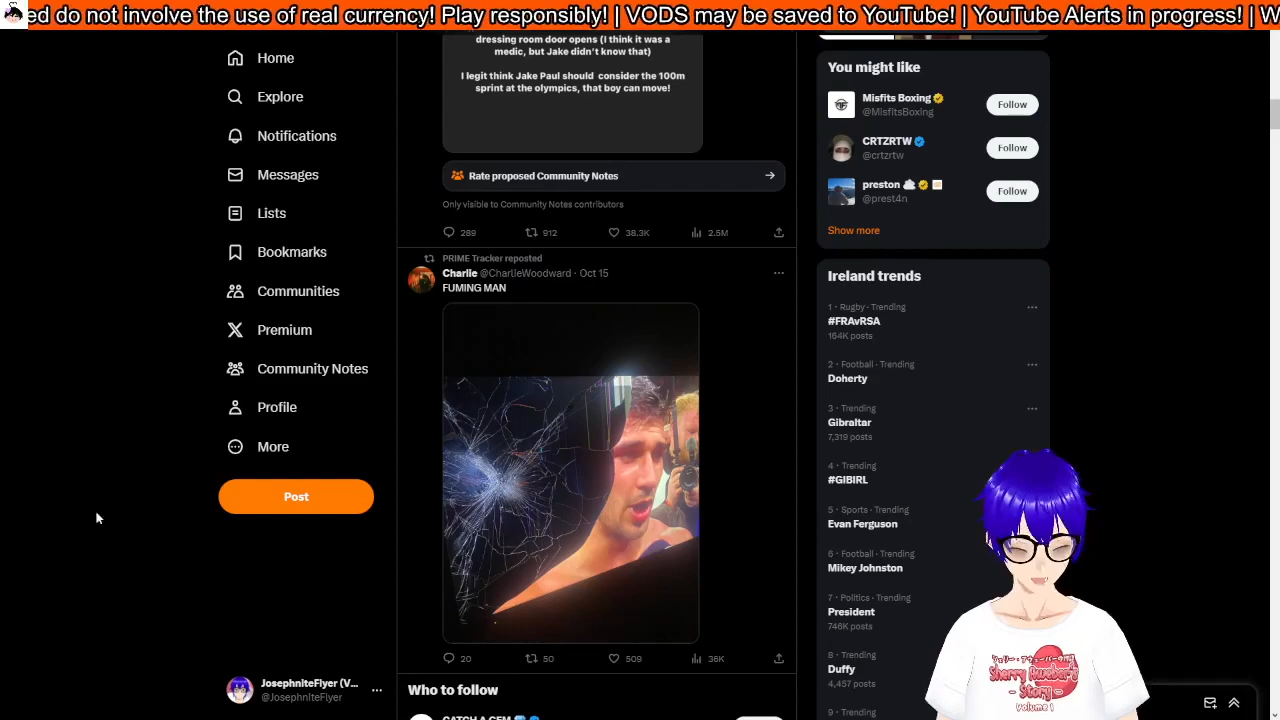 ed do not involve the use of real currency! Play responsibly! | VODS may be saved to YouTube! | YouTube Alerts in progress! | W
Home
Explore
Notifications
Messages
Lists
Bookmarks
Communities
Premium
Community Notes
Profile
More
Post
JosephniteFlyer (V...
@JosephniteFlyer
dressing room door opens (I think it was a
medic, but Jake didn't know that)
I legit think Jake Paul should consider the 100m
sprint at the olympics, that boy can move!
Rate proposed Community Notes
Only visible to Community Notes contributors
289 912 38.3K 2.5M
PRIME Tracker reposted
Charlie @CharlieWoodward · Oct 15
FUMING MAN
20 50 509 36K
Who to follow
CATCH A GEM
You might like
Misfits Boxing
@MisfitsBoxing
Follow
CRTZRTW
@crtzrtw
Follow
preston
@prest4n
Follow
Show more
Ireland trends
1 · Rugby · Trending
#FRAvRSA
164K posts
2 · Football · Trending
Doherty
3 · Trending
Gibraltar
7,319 posts
4 · Trending
#GIBIRL
5 · Sports · Trending
Evan Ferguson
6 · Football · Trending
Mikey Johnston
7 · Politics · Trending
President
746K posts
8 · Trending
Duffy
4,457 posts
9 · Trending
Story
Volume 1